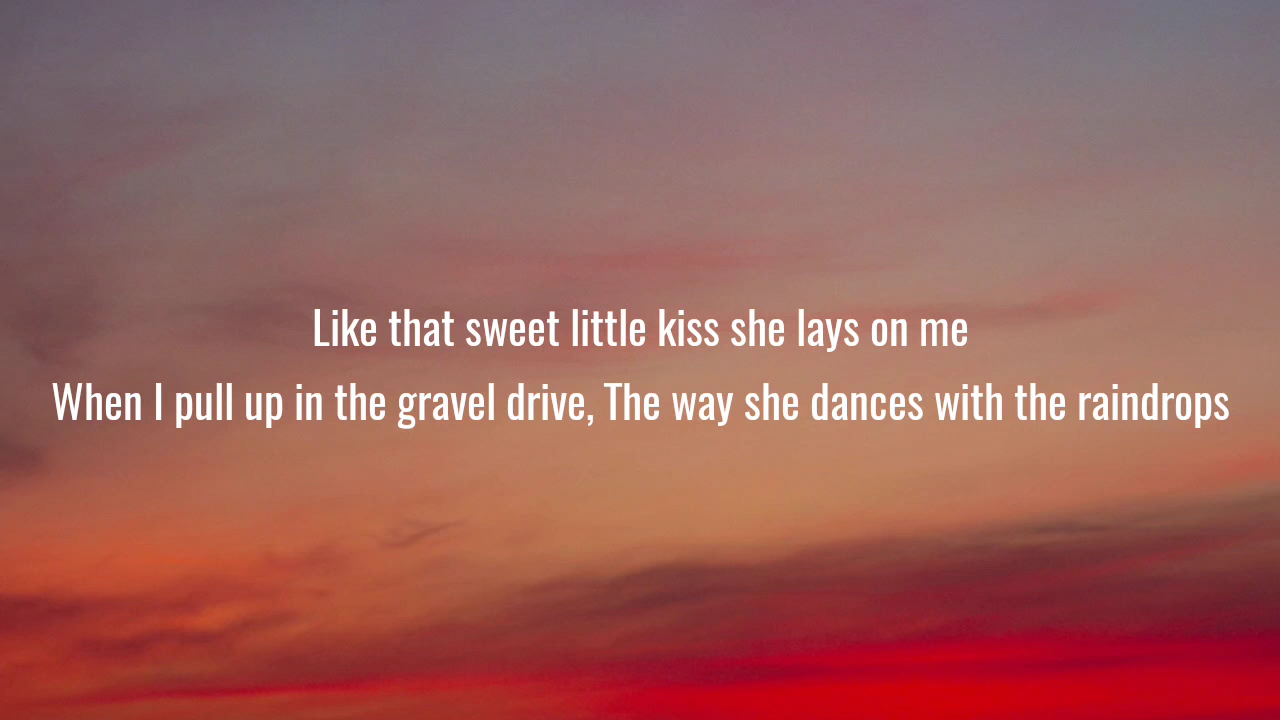 Like that sweet little kiss she lays on me
When I pull up in the gravel drive, The way she dances with the raindrops